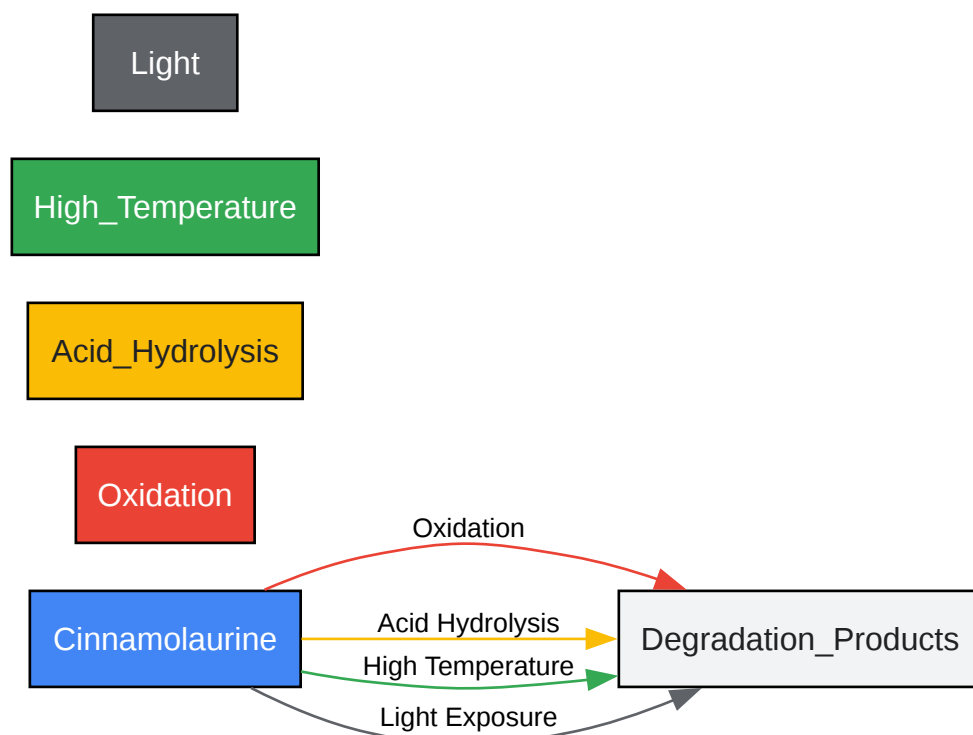 Light
High_Temperature
Acid_Hydrolysis
Oxidation
Oxidation
Cinnamolaurine
Acid Hydrolysis
High Temperature
Light Exposure
Degradation_Products